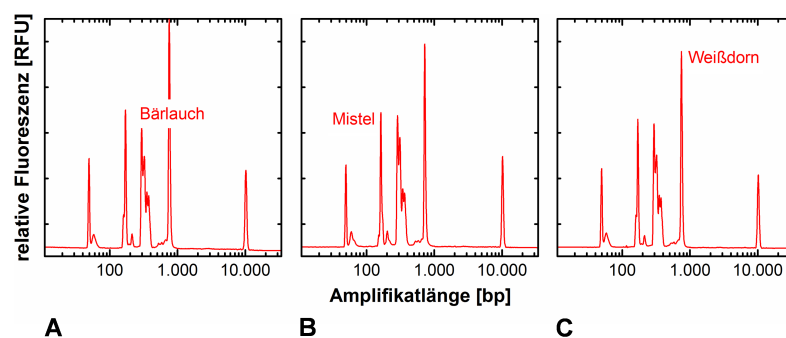 relative Fluoreszenz [RFU]
Bärlauch
Mistel
Weißdorn
100 1.000 10.000
100 1.000 10.000
100 1.000 10.000
Amplifikatlänge [bp]
A
B
C